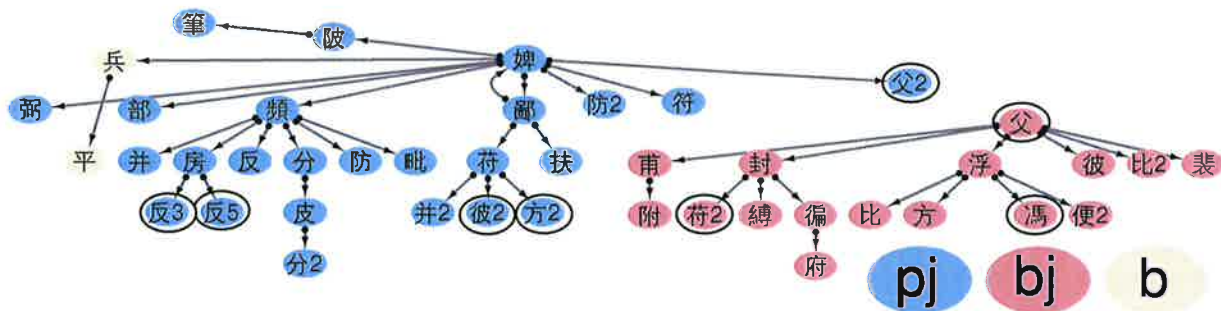 筆 陂
兵 婢 父2
弼 部 頻 鄙 防2 符 父
平 并 房 反 分 防 毗 苻 扶 甫 封 浮 彼 比2 裴
反3 反5 皮 并2 彼2 方2 附 苻2 縛 徧 比 方 馮 便2
分2 府
pj bj b